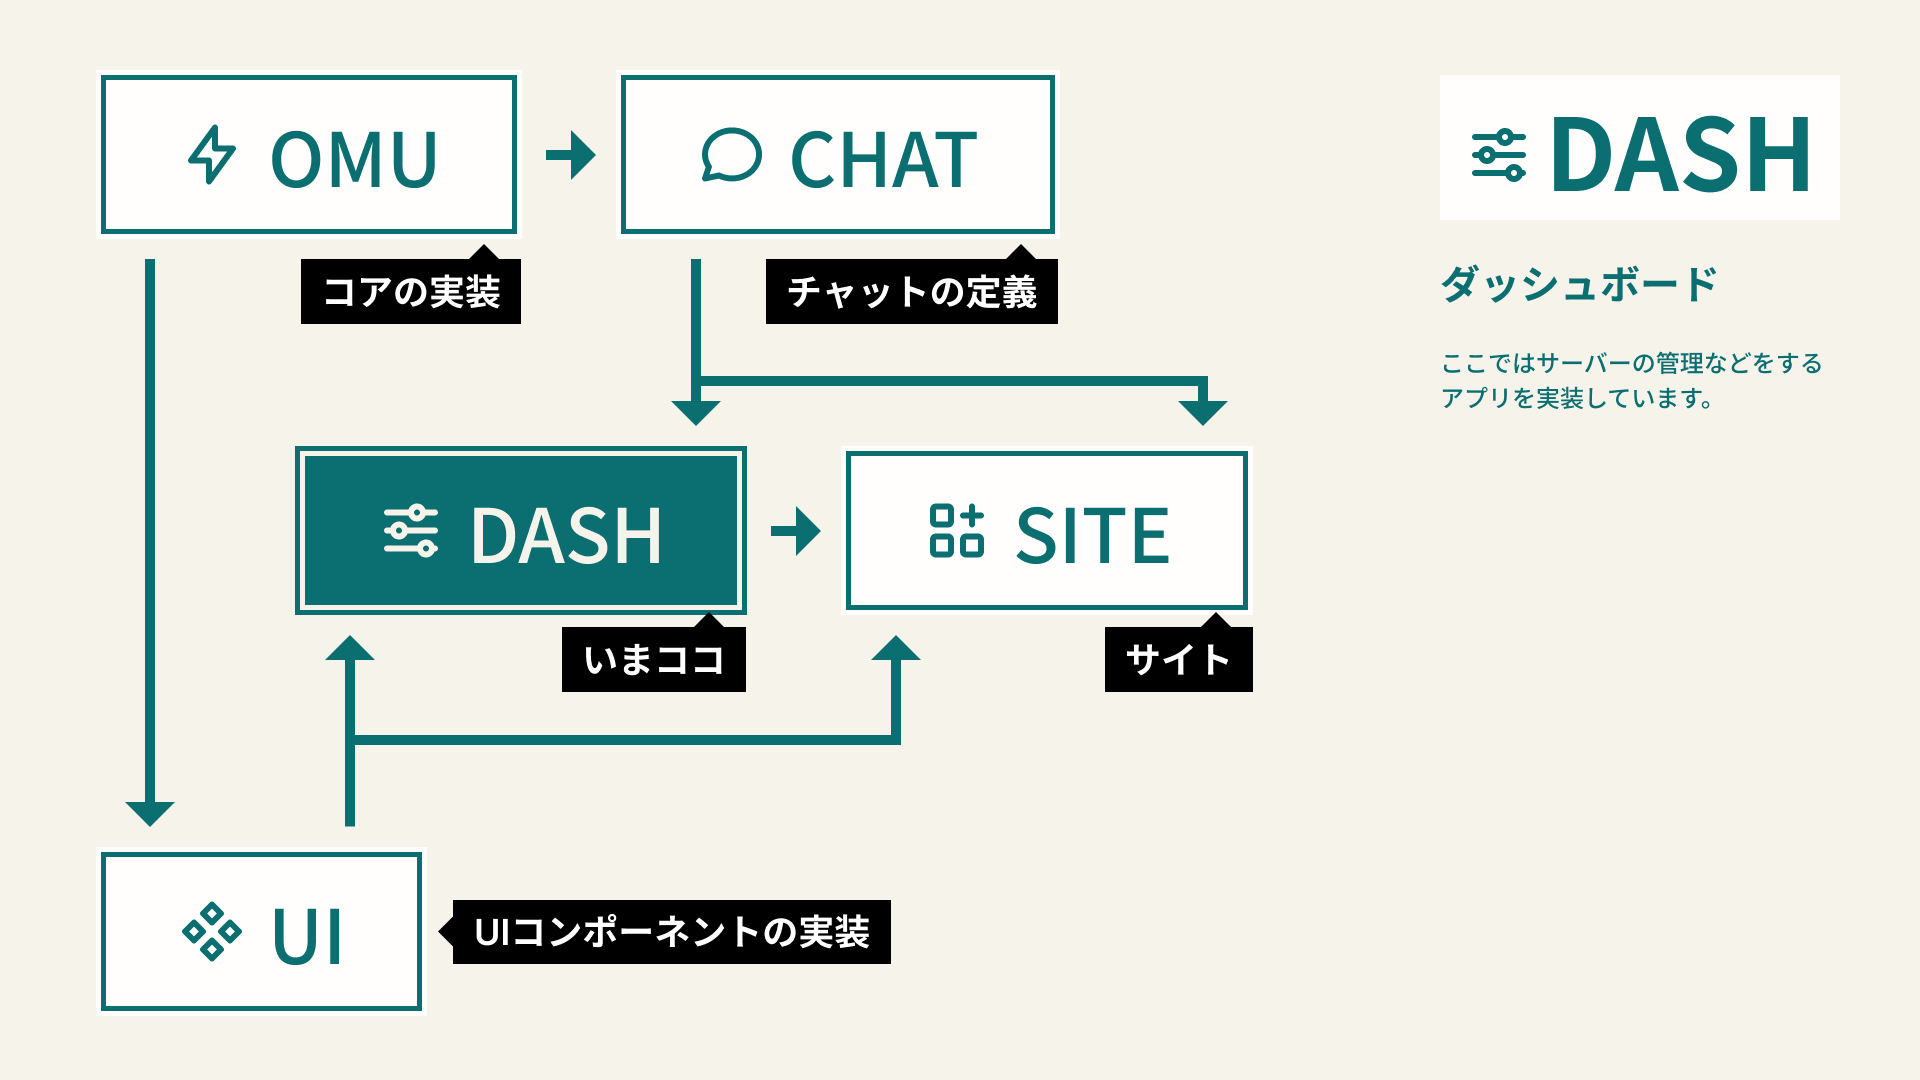 OMU
CHAT
コアの実装
チャットの定義
DASH
SITE
いまココ
サイト
UI
UIコンポーネントの実装
DASH
ダッシュボード
ここではサーバーの管理などをする
アプリを実装しています。